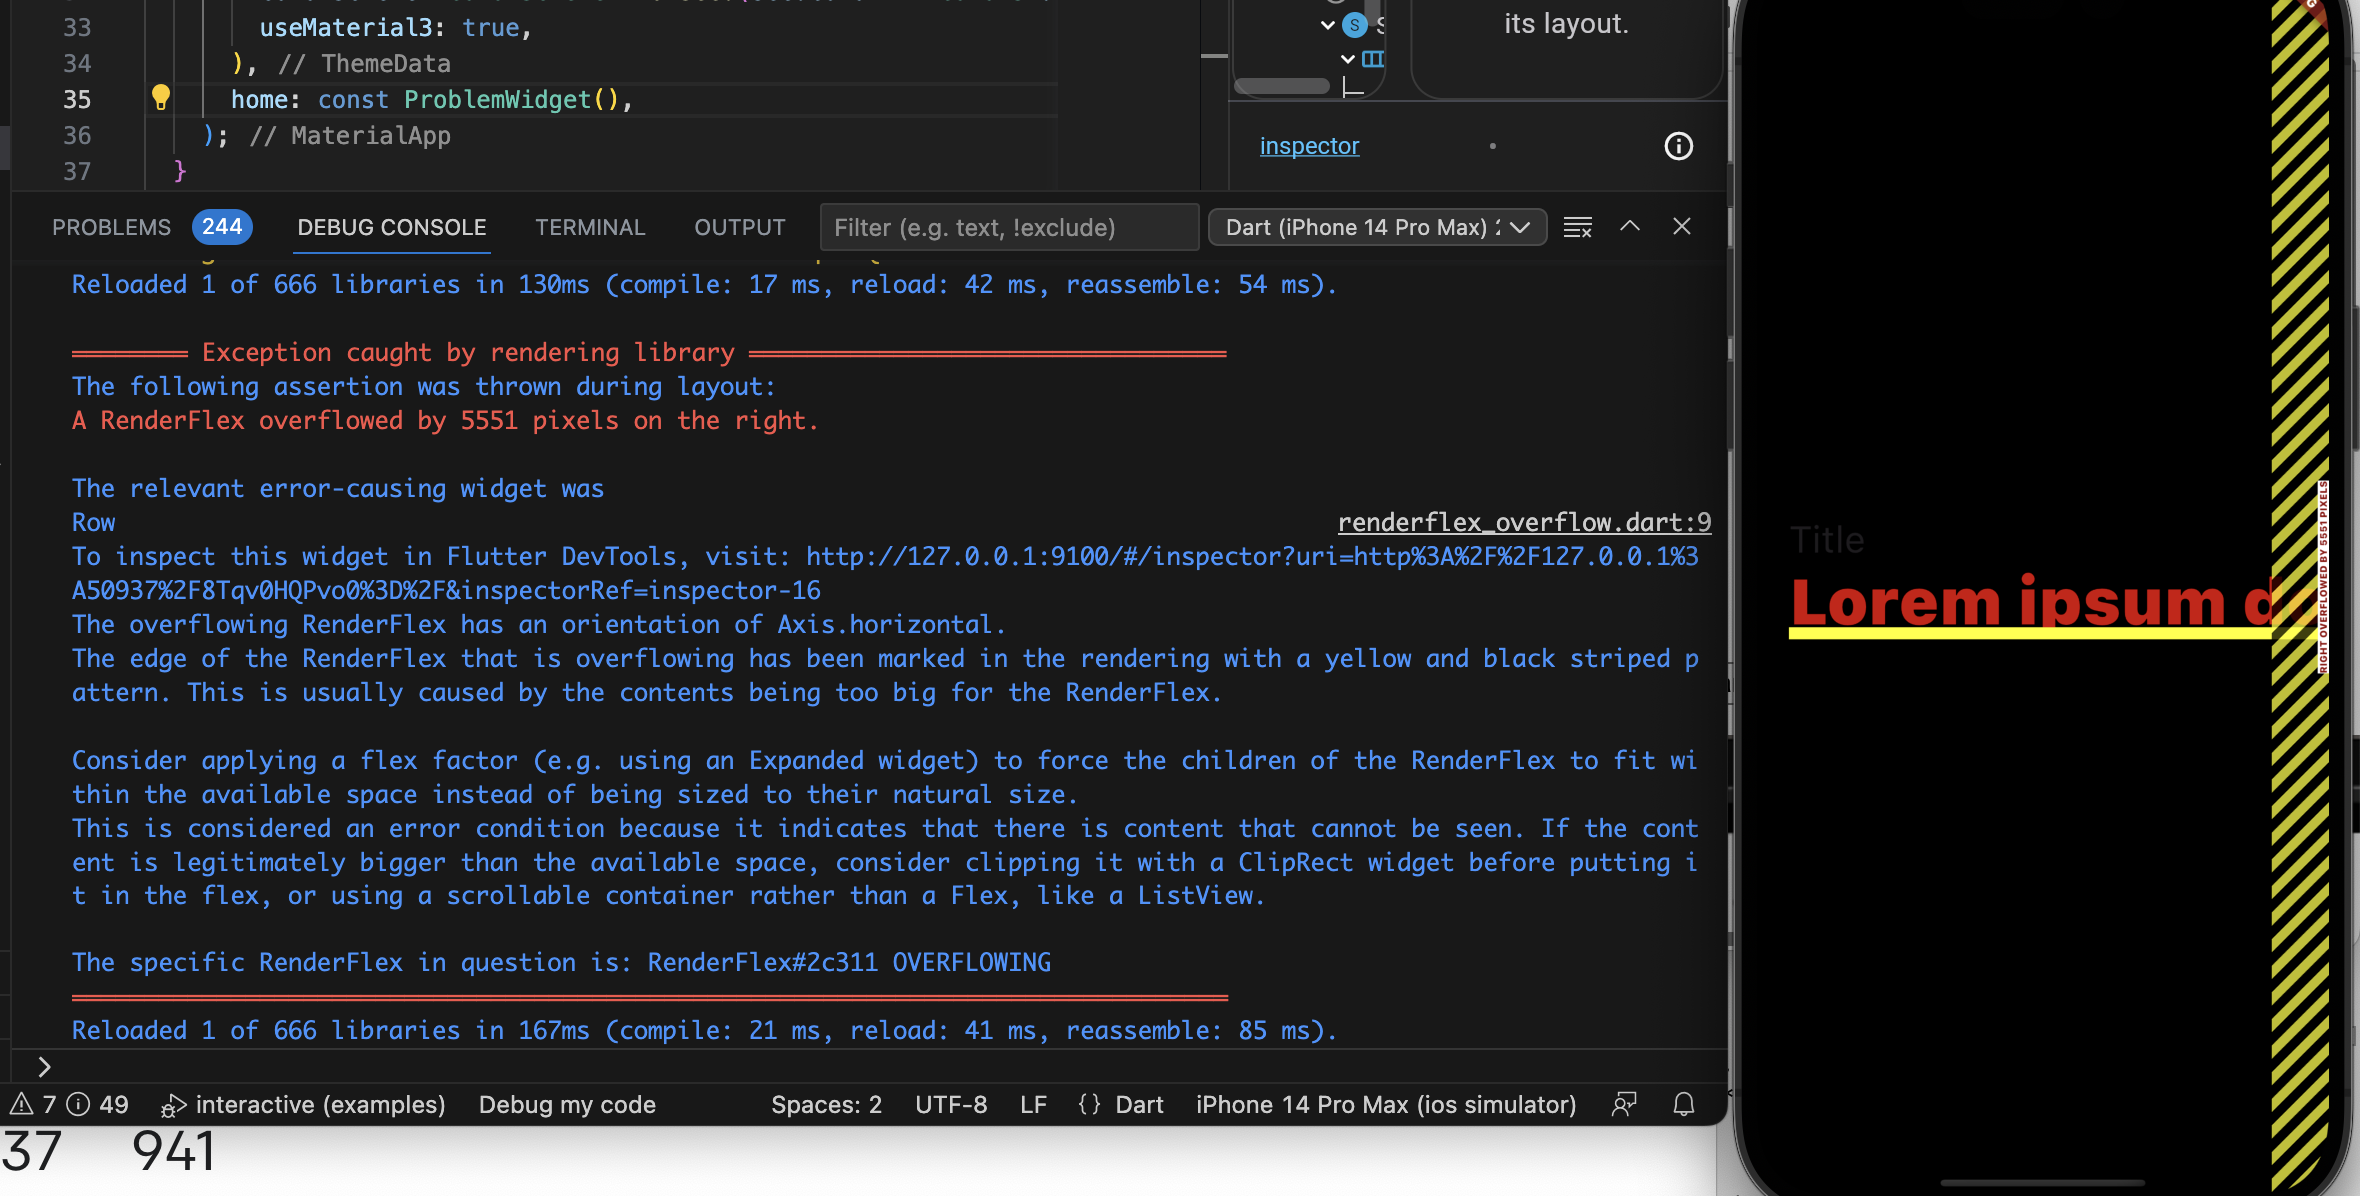 33 useMaterial3: true,
34 ), // ThemeData
35 home: const ProblemWidget(),
36 ); // MaterialApp
37 }
its layout.
S
inspector
PROBLEMS 244 DEBUG CONSOLE TERMINAL OUTPUT Filter (e.g. text, !exclude) Dart (iPhone 14 Pro Max)
Reloaded 1 of 666 libraries in 130ms (compile: 17 ms, reload: 42 ms, reassemble: 54 ms).
════════ Exception caught by rendering library ═════════════════════════════════
The following assertion was thrown during layout:
A RenderFlex overflowed by 5551 pixels on the right.
The relevant error-causing widget was
Row renderflex_overflow.dart:9
To inspect this widget in Flutter DevTools, visit: http://127.0.0.1:9100/#/inspector?uri=http%3A%2F%2F127.0.0.1%3
A50937%2F8Tqv0HQPvo0%3D%2F&inspectorRef=inspector-16
The overflowing RenderFlex has an orientation of Axis.horizontal.
The edge of the RenderFlex that is overflowing has been marked in the rendering with a yellow and black striped p
attern. This is usually caused by the contents being too big for the RenderFlex.
Consider applying a flex factor (e.g. using an Expanded widget) to force the children of the RenderFlex to fit wi
thin the available space instead of being sized to their natural size.
This is considered an error condition because it indicates that there is content that cannot be seen. If the cont
ent is legitimately bigger than the available space, consider clipping it with a ClipRect widget before putting i
t in the flex, or using a scrollable container rather than a Flex, like a ListView.
The specific RenderFlex in question is: RenderFlex#2c311 OVERFLOWING
════════════════════════════════════════════════════════════════════════════════
Reloaded 1 of 666 libraries in 167ms (compile: 21 ms, reload: 41 ms, reassemble: 85 ms).
>
7 49 interactive (examples) Debug my code Spaces: 2 UTF-8 LF {} Dart iPhone 14 Pro Max (ios simulator)
37 941
Title
Lorem ipsum d
RIGHT OVERFLOWED BY 5551 PIXELS